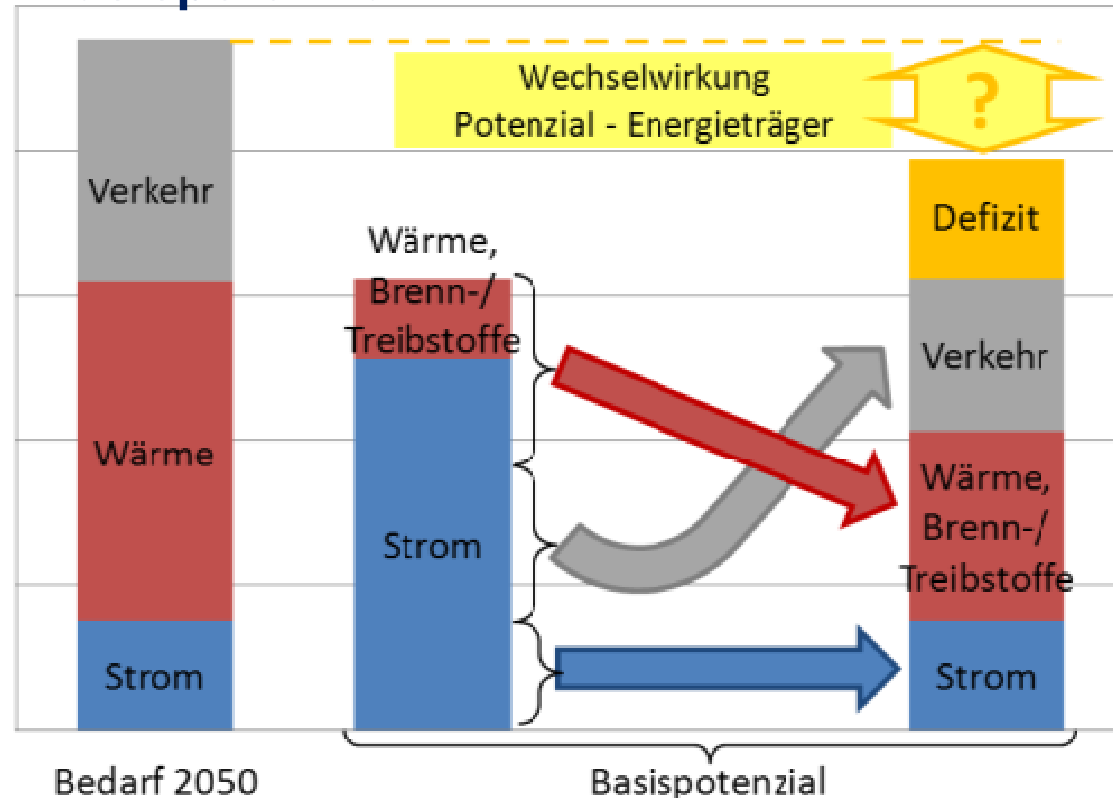 Wechselwirkung
Potenzial - Energieträger
?
Verkehr
Wärme
Strom
Wärme,
Brenn-/
Treibstoffe
Strom
Defizit
Verkehr
Wärme,
Brenn-/
Treibstoffe
Strom
Bedarf 2050
Basispotenzial